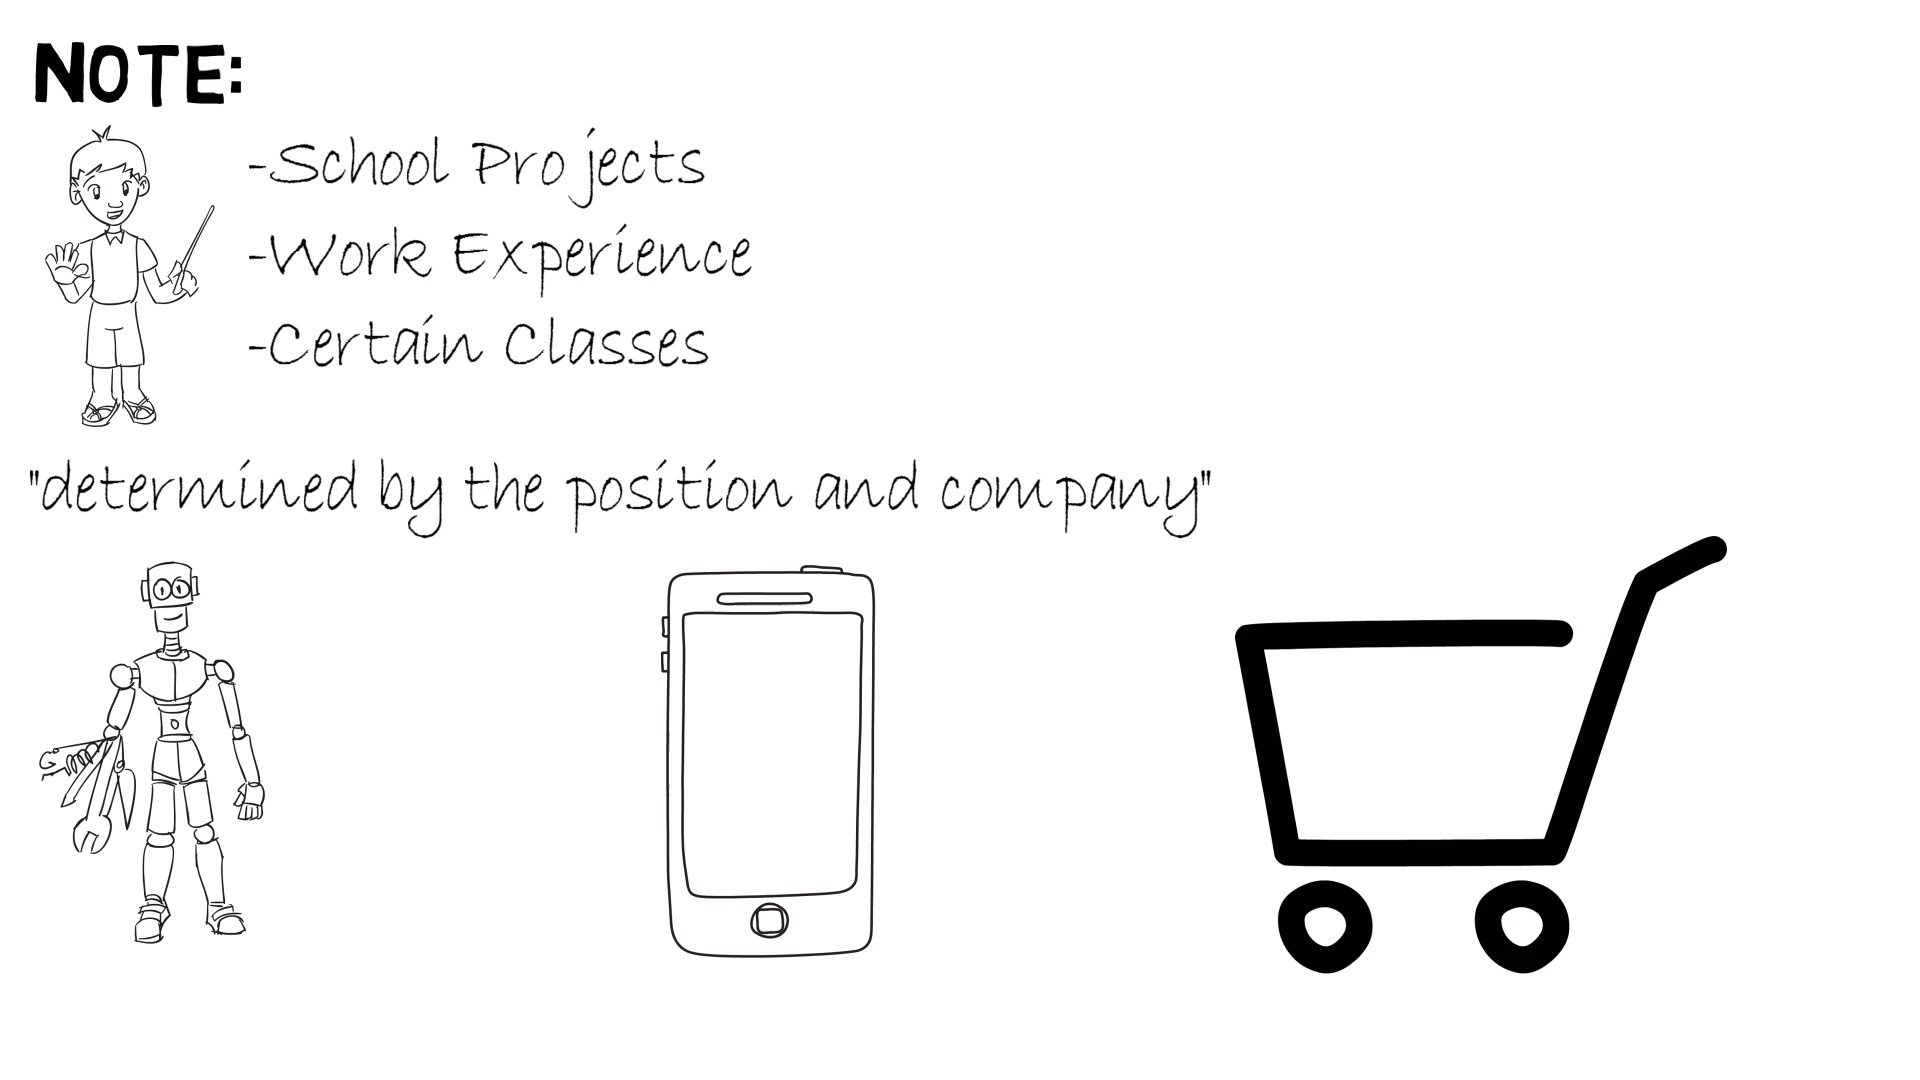 NOTE:
-School Projects
-Work Experience
-Certain Classes
"determined by the position and company"